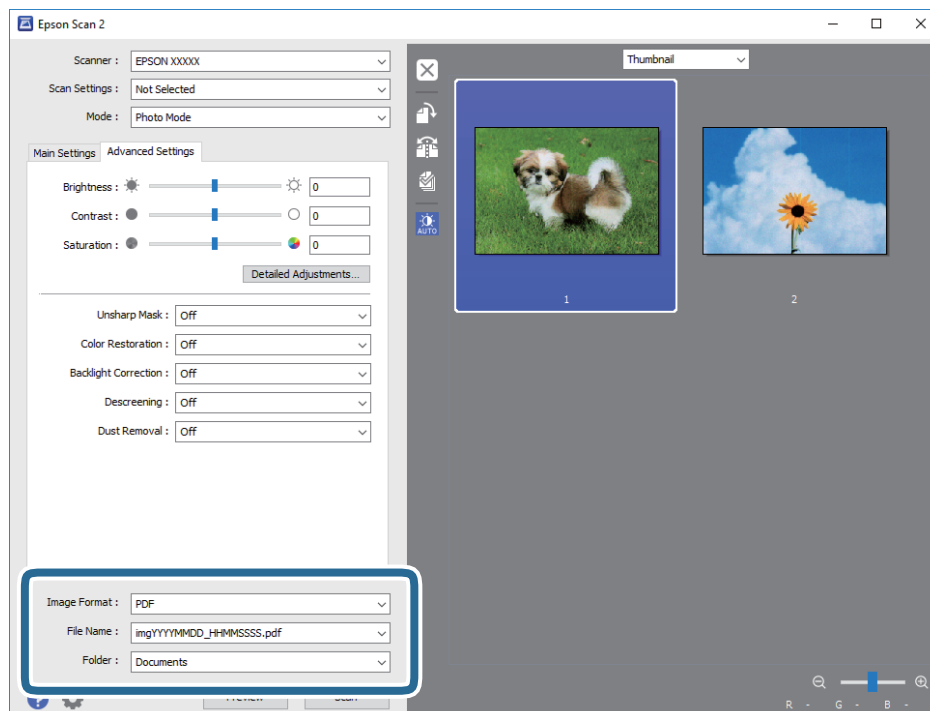 Epson Scan 2
Scanner : EPSON XXXXX
Scan Settings : Not Selected
Mode : Photo Mode
Main Settings Advanced Settings
Brightness : 0
Contrast : 0
Saturation : 0
Detailed Adjustments...
Unsharp Mask : Off
Color Restoration : Off
Backlight Correction : Off
Descreening : Off
Dust Removal : Off
Image Format : PDF
File Name : imgYYYYMMDD_HHMMSSSS.pdf
Folder : Documents
Thumbnail
AUTO
1
2
R - G - B -